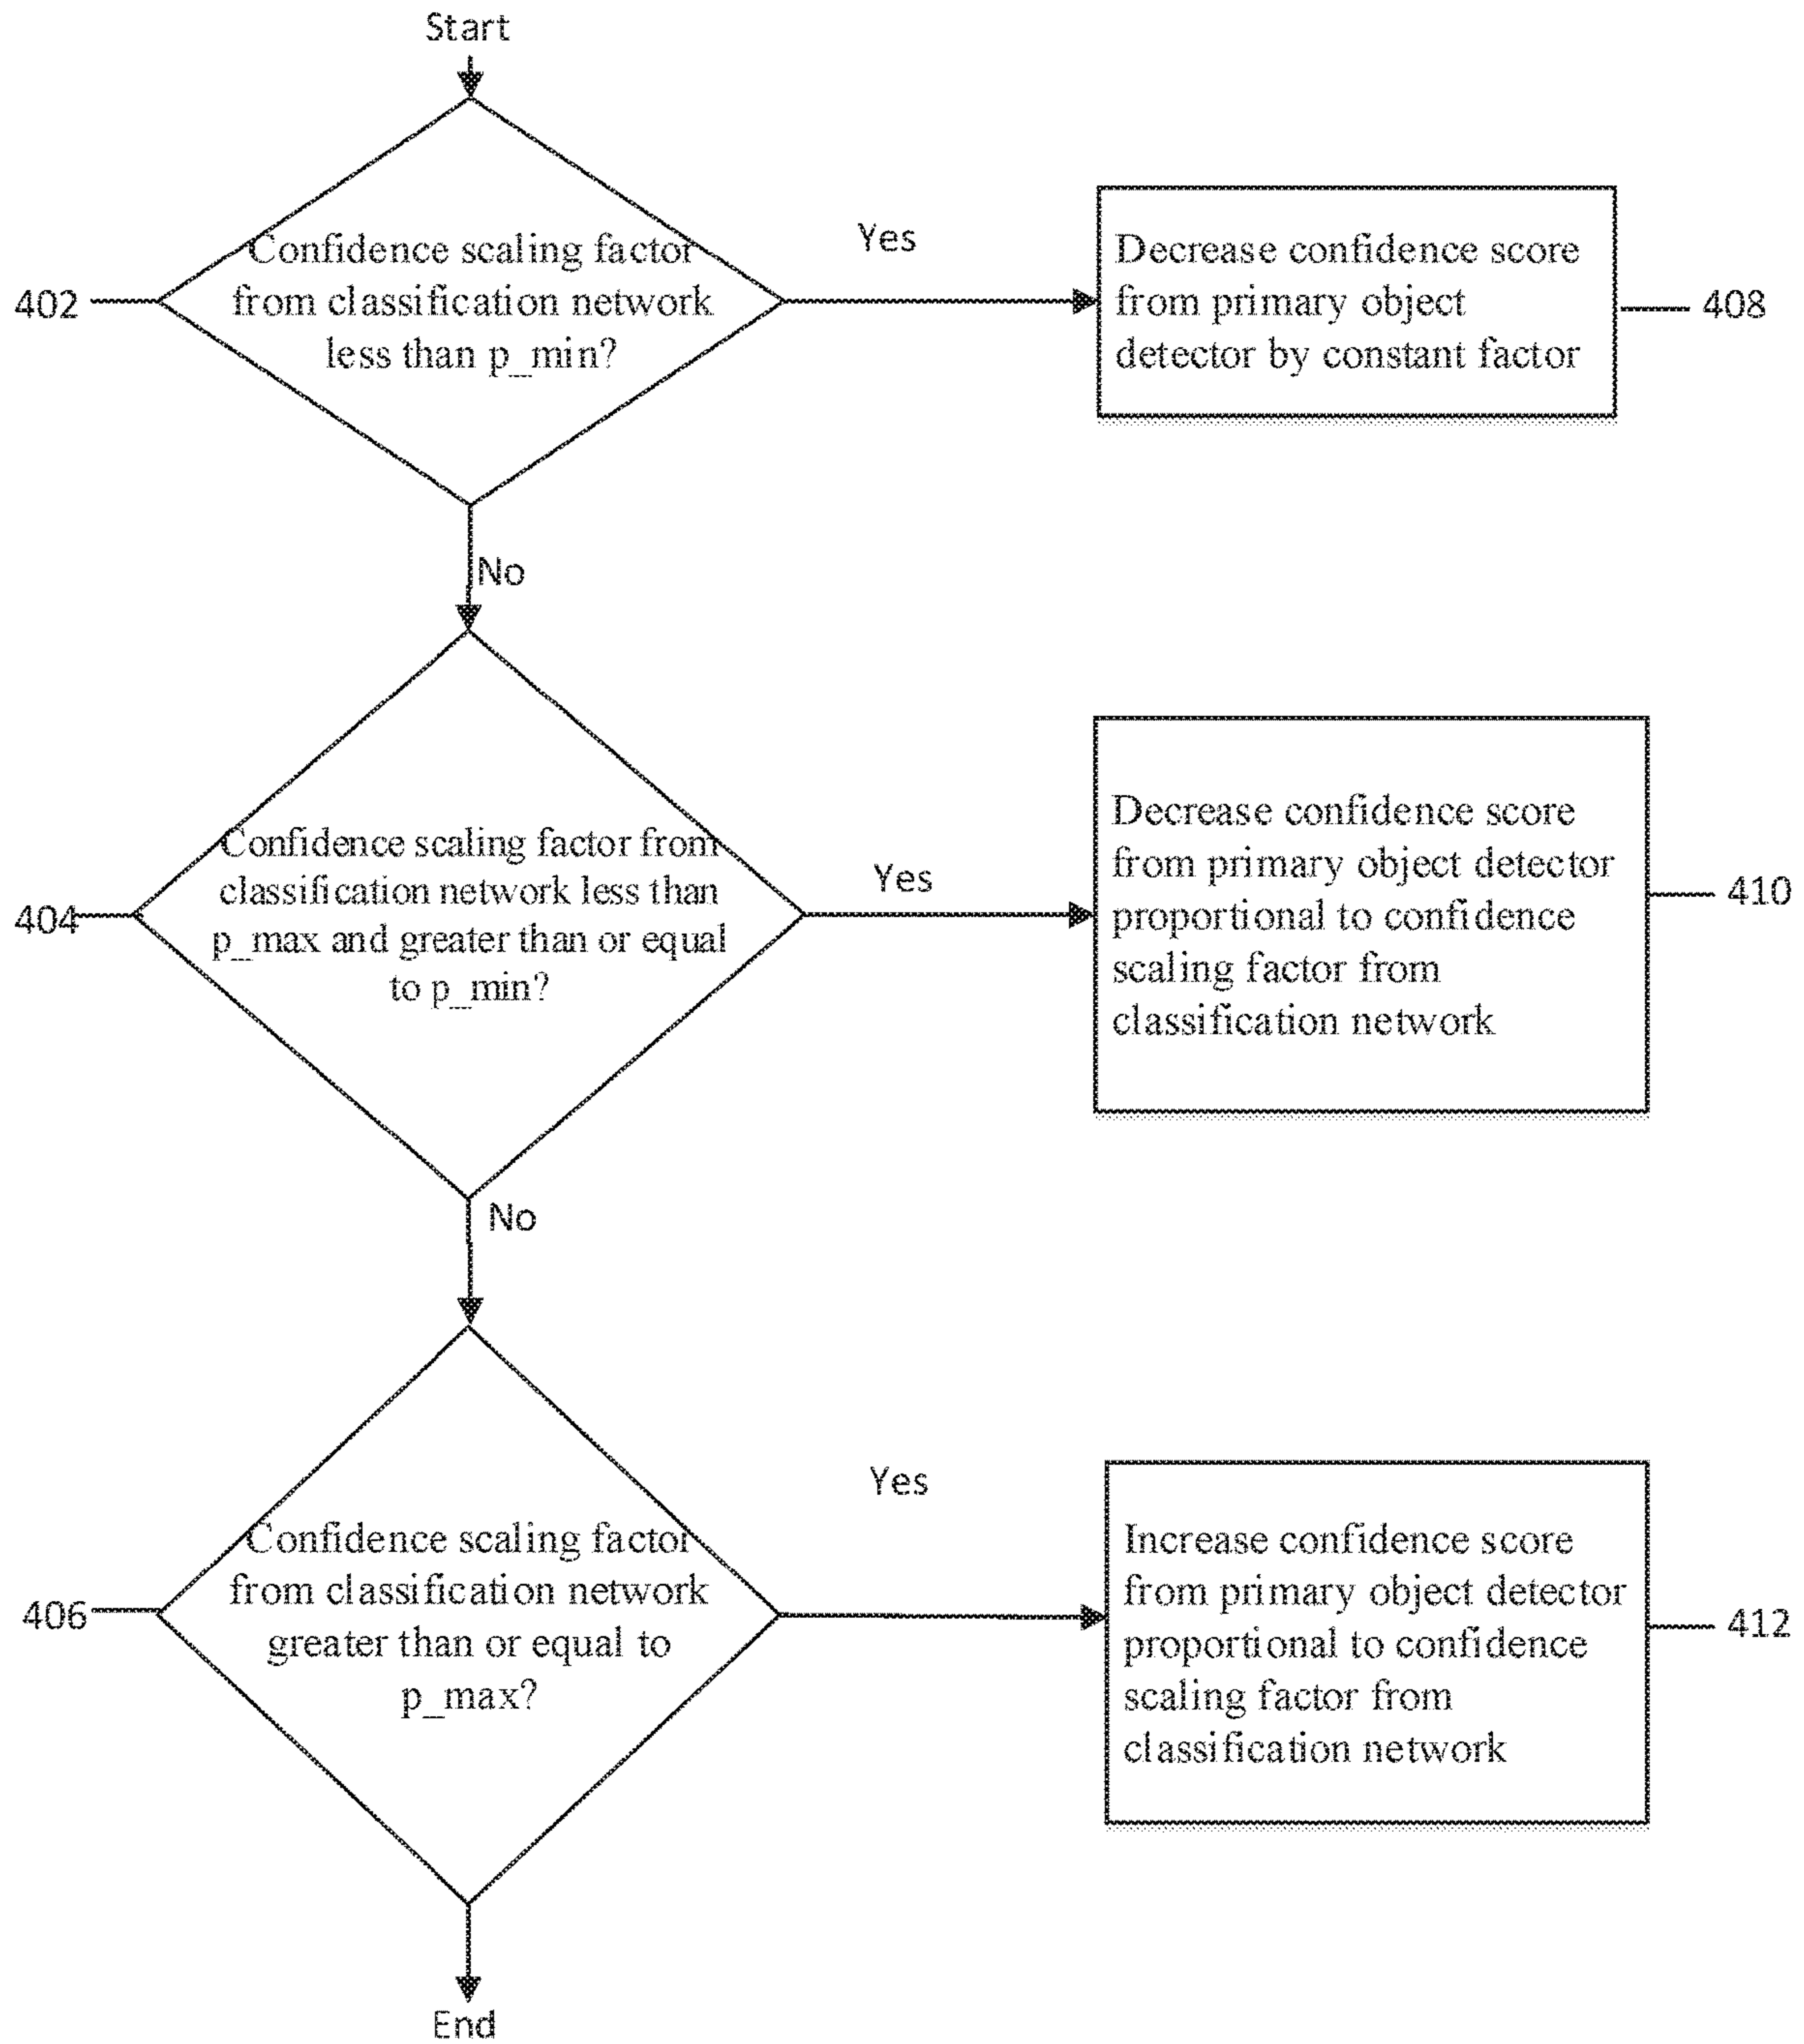 Start
Confidence scaling factor
from classification network
less than p_min?
402
Yes
Decrease confidence score
from primary object
detector by constant factor
408
No
Confidence scaling factor from
classification network less than
p_max and greater than or equal
to p_min?
404
Yes
Decrease confidence score
from primary object detector
proportional to confidence
scaling factor from
classification network
410
No
Confidence scaling factor
from classification network
greater than or equal to
p_max?
406
Yes
Increase confidence score
from primary object detector
proportional to confidence
scaling factor from
classification network
412
End